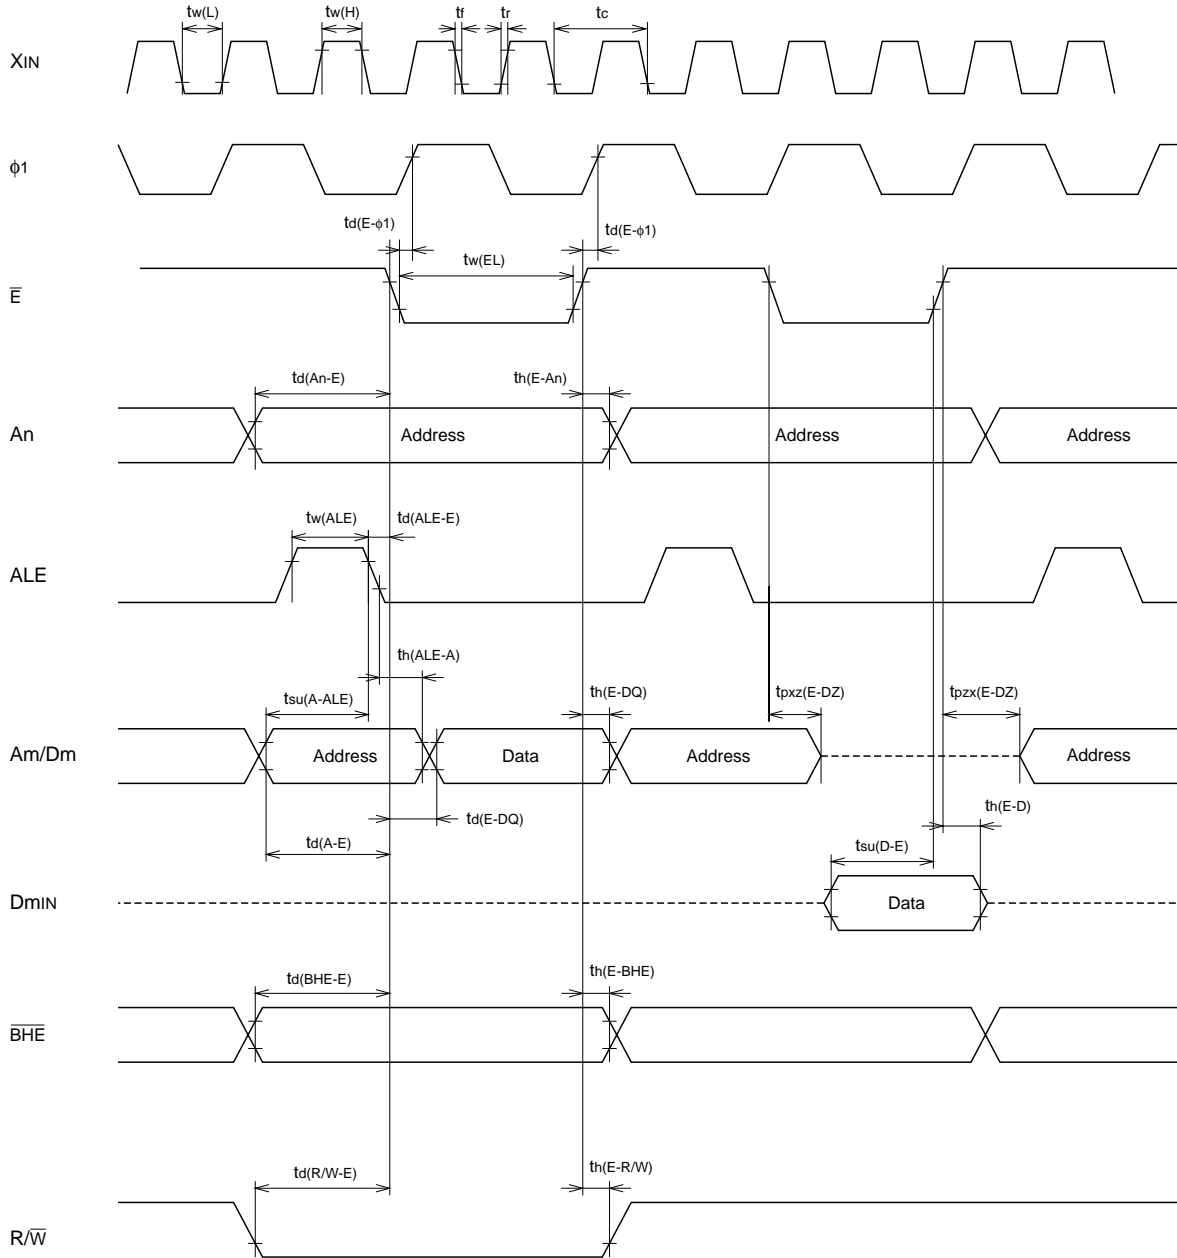 tw(L) tw(H) tf tr tc
XIN
ϕ1
td(E-ϕ1) td(E-ϕ1)
tw(EL)
E̅
td(An-E) th(E-An)
An Address Address Address
tw(ALE) td(ALE-E)
ALE
th(ALE-A)
tsu(A-ALE) th(E-DQ) tpxz(E-DZ) tpzx(E-DZ)
Am/Dm Address Data Address Address
td(E-DQ) th(E-D)
td(A-E) tsu(D-E)
DmIN Data
td(BHE-E) th(E-BHE)
B̅H̅E̅
td(R/W-E) th(E-R/W)
R/W̅